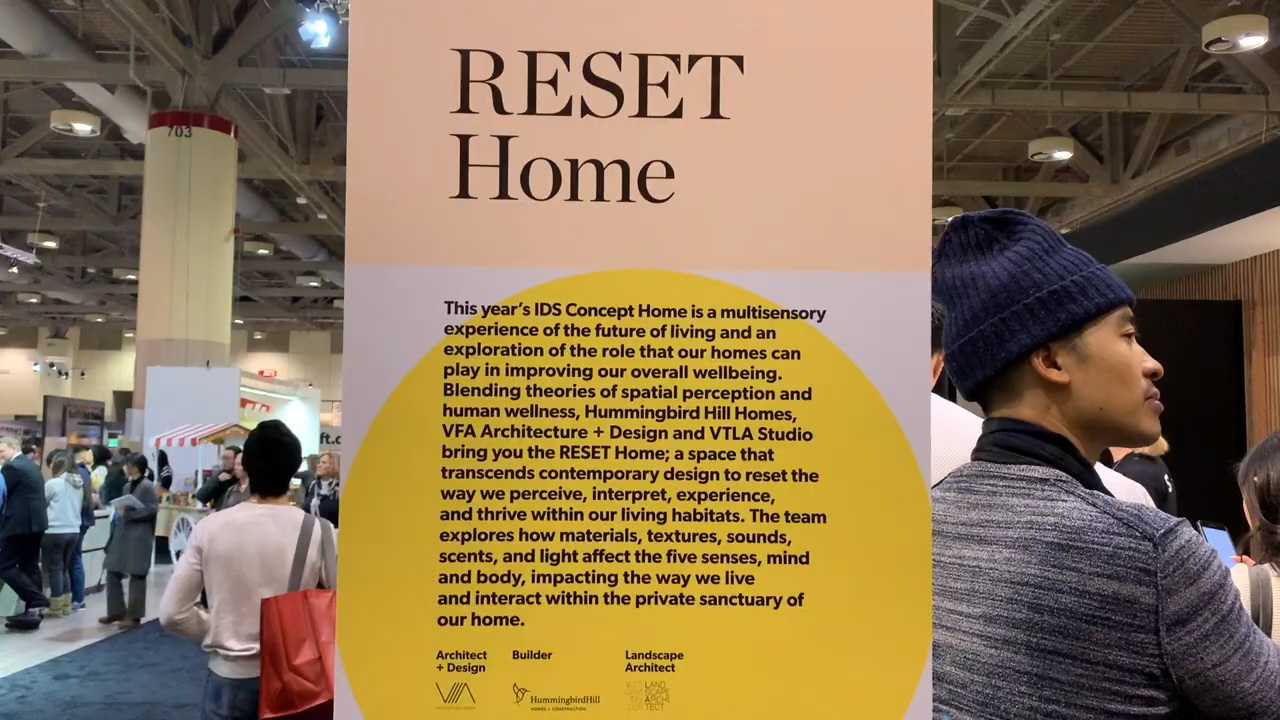 703
RESET
Home
This year's IDS Concept Home is a multisensory
experience of the future of living and an
exploration of the role that our homes can
play in improving our overall wellbeing.
Blending theories of spatial perception and
human wellness, Hummingbird Hill Homes,
VFA Architecture + Design and VTLA Studio
bring you the RESET Home; a space that
transcends contemporary design to reset the
way we perceive, interpret, experience,
and thrive within our living habitats. The team
explores how materials, textures, sounds,
scents, and light affect the five senses, mind
and body, impacting the way we live
and interact within the private sanctuary of
our home.
Architect
+ Design
Builder
Landscape
Architect
HummingbirdHill
HOMES + CONSTRUCTION